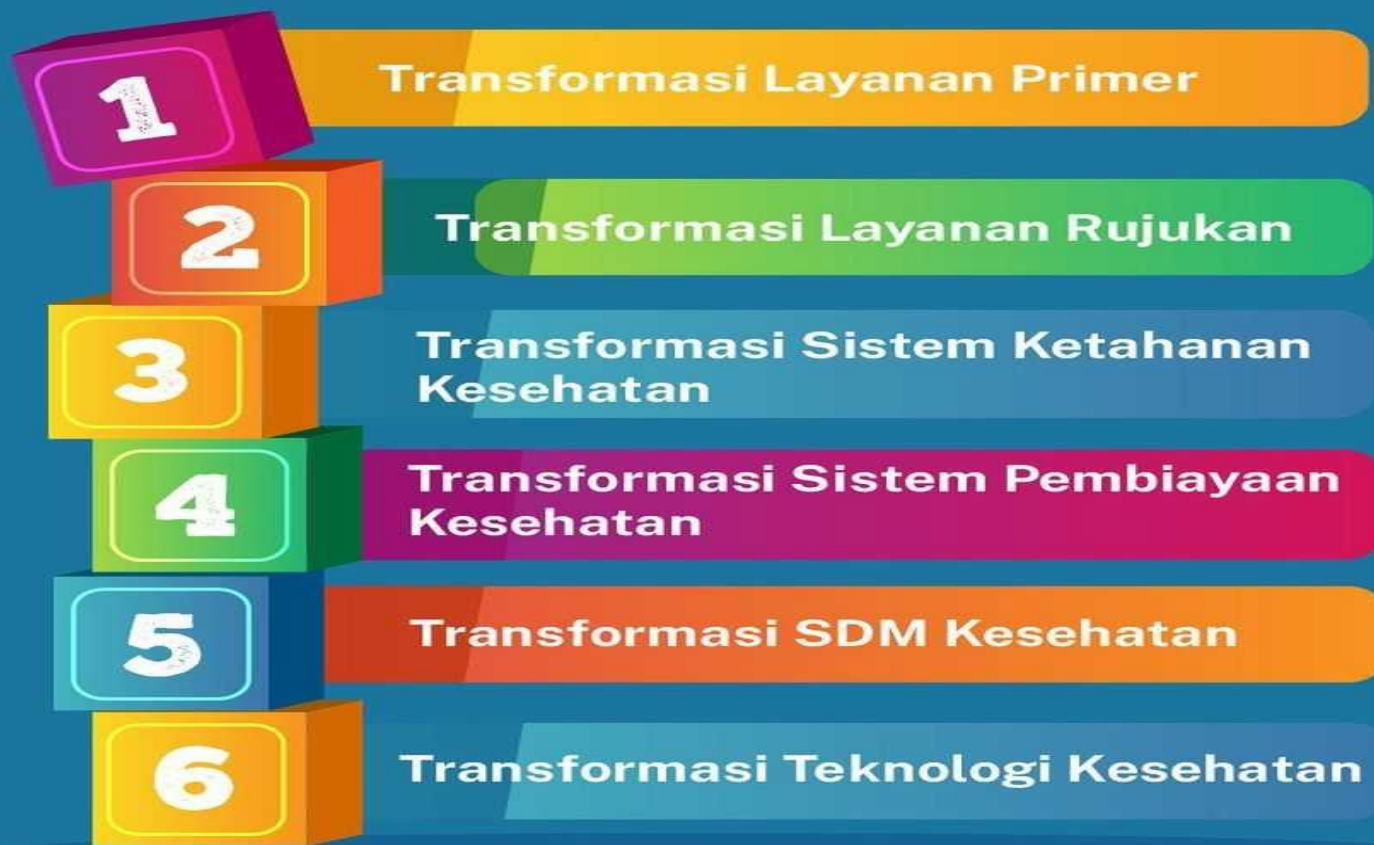 1
Transformasi Layanan Primer
2
Transformasi Layanan Rujukan
3
Transformasi Sistem Ketahanan
Kesehatan
4
Transformasi Sistem Pembiayaan
Kesehatan
5
Transformasi SDM Kesehatan
6
Transformasi Teknologi Kesehatan